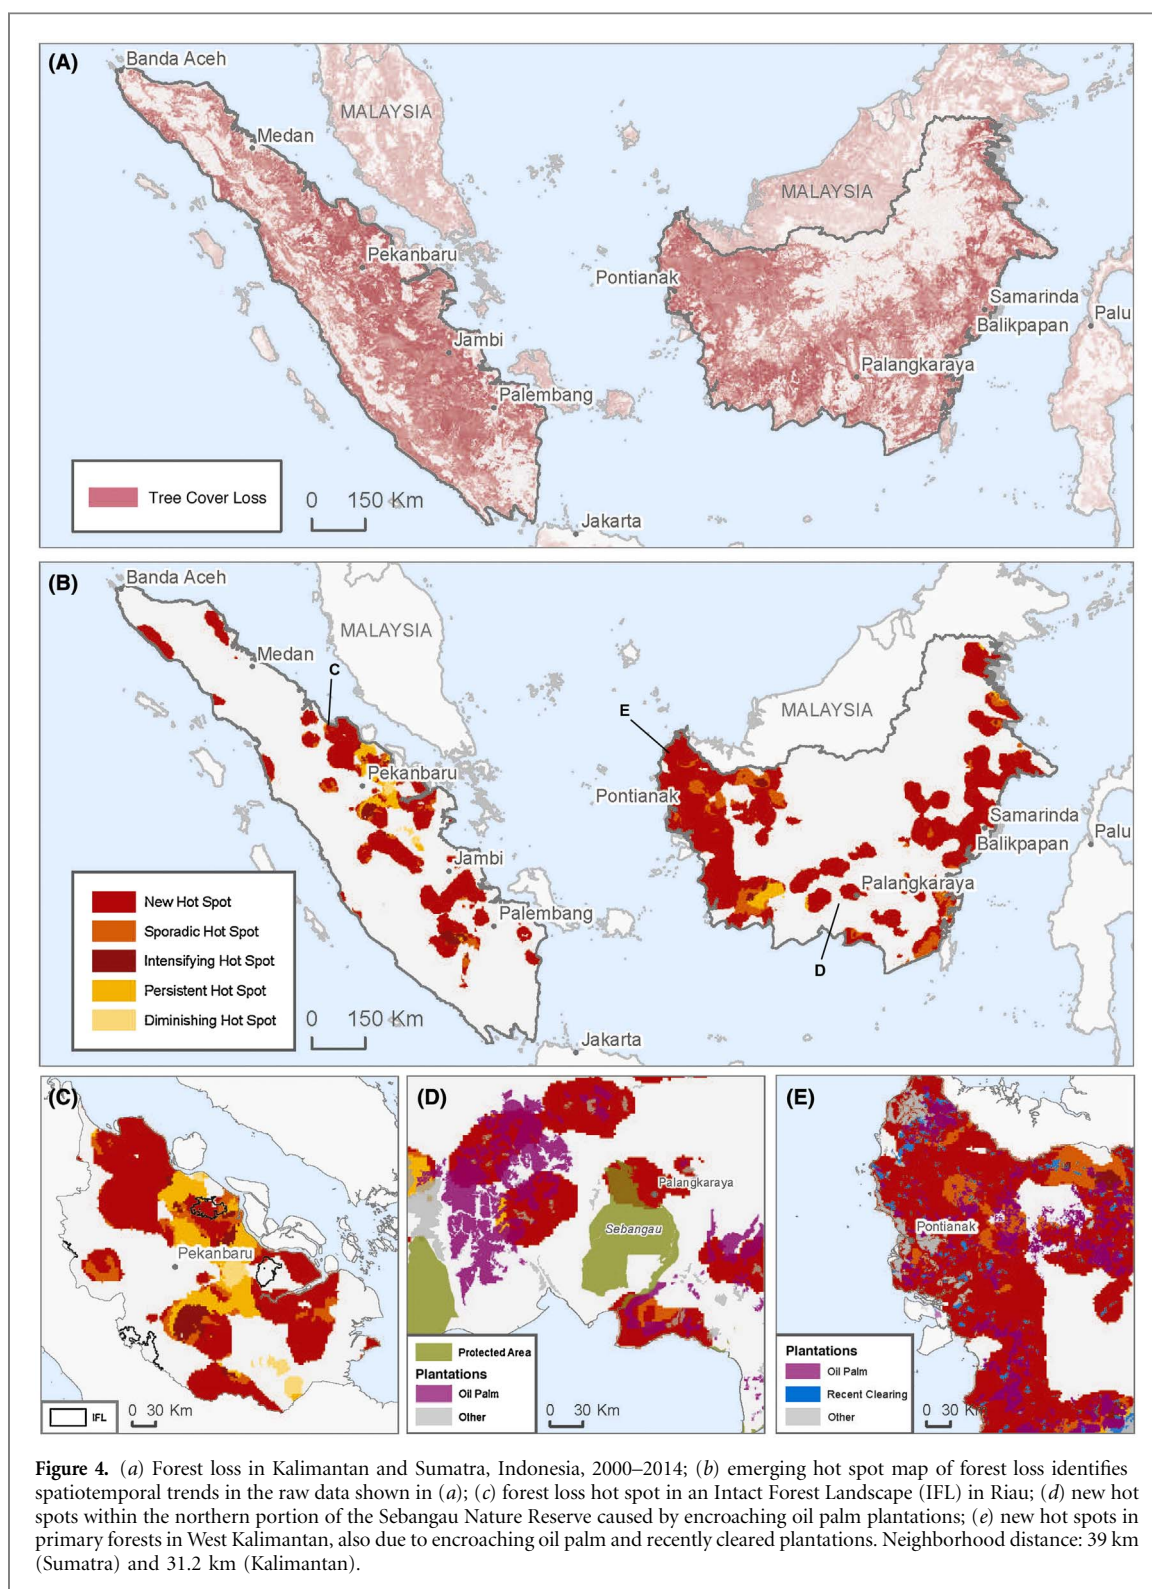 (A)
Banda Aceh
MALAYSIA
Medan
MALAYSIA
Pekanbaru
Pontianak
Samarinda
Balikpapan
Palu
Jambi
Palangkaraya
Palembang
Tree Cover Loss
0 150 Km
Jakarta
(B)
Banda Aceh
MALAYSIA
Medan
C
E
MALAYSIA
Pekanbaru
Pontianak
Samarinda
Balikpapan
Palu
Jambi
Palangkaraya
Palembang
D
New Hot Spot
Sporadic Hot Spot
Intensifying Hot Spot
Persistent Hot Spot
Diminishing Hot Spot
0 150 Km
Jakarta
(C)
Pekanbaru
IFL
0 30 Km
(D)
Palangkaraya
Sebangau
Protected Area
Plantations
Oil Palm
Other
0 30 Km
(E)
Pontianak
Plantations
Oil Palm
Recent Clearing
Other
0 30 Km
Figure 4. (a) Forest loss in Kalimantan and Sumatra, Indonesia, 2000–2014; (b) emerging hot spot map of forest loss identifies
spatiotemporal trends in the raw data shown in (a); (c) forest loss hot spot in an Intact Forest Landscape (IFL) in Riau; (d) new hot
spots within the northern portion of the Sebangau Nature Reserve caused by encroaching oil palm plantations; (e) new hot spots in
primary forests in West Kalimantan, also due to encroaching oil palm and recently cleared plantations. Neighborhood distance: 39 km
(Sumatra) and 31.2 km (Kalimantan).